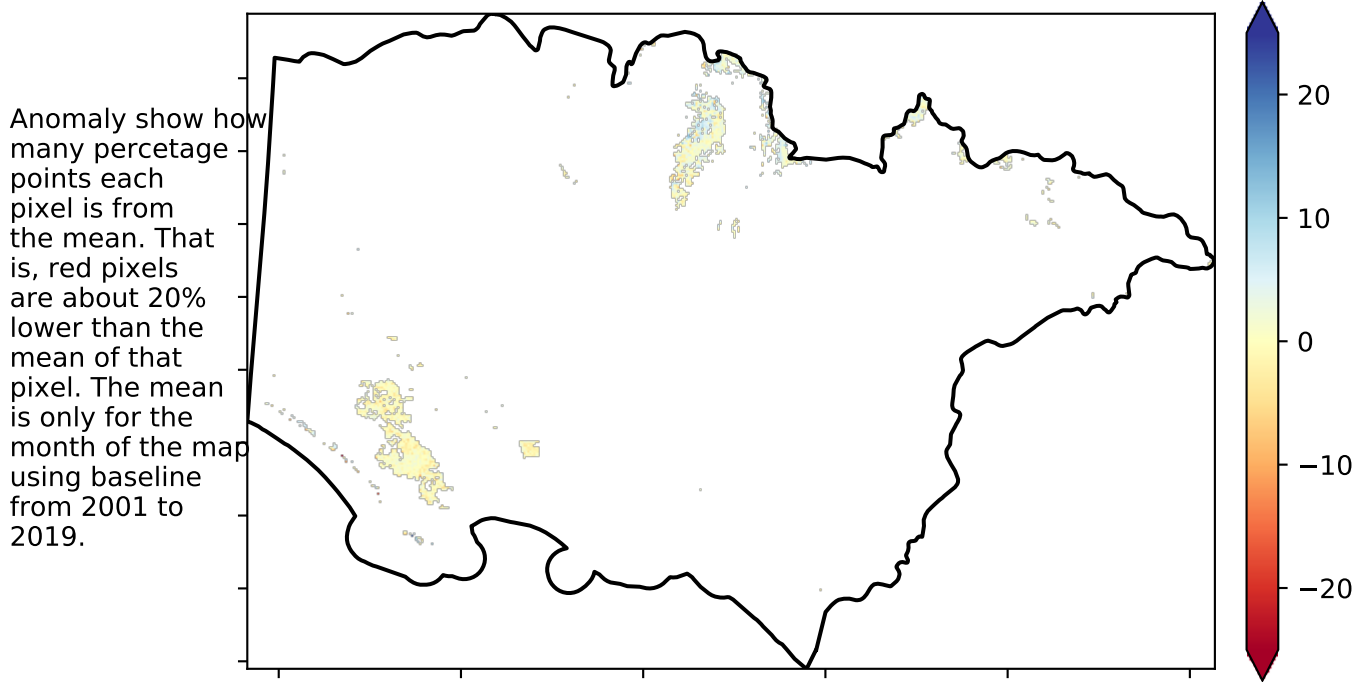 Anomaly show how
many percetage
points each
pixel is from
the mean. That
is, red pixels
are about 20%
lower than the
mean of that
pixel. The mean
is only for the
month of the map
using baseline
from 2001 to
2019.
20
10
0
−10
−20